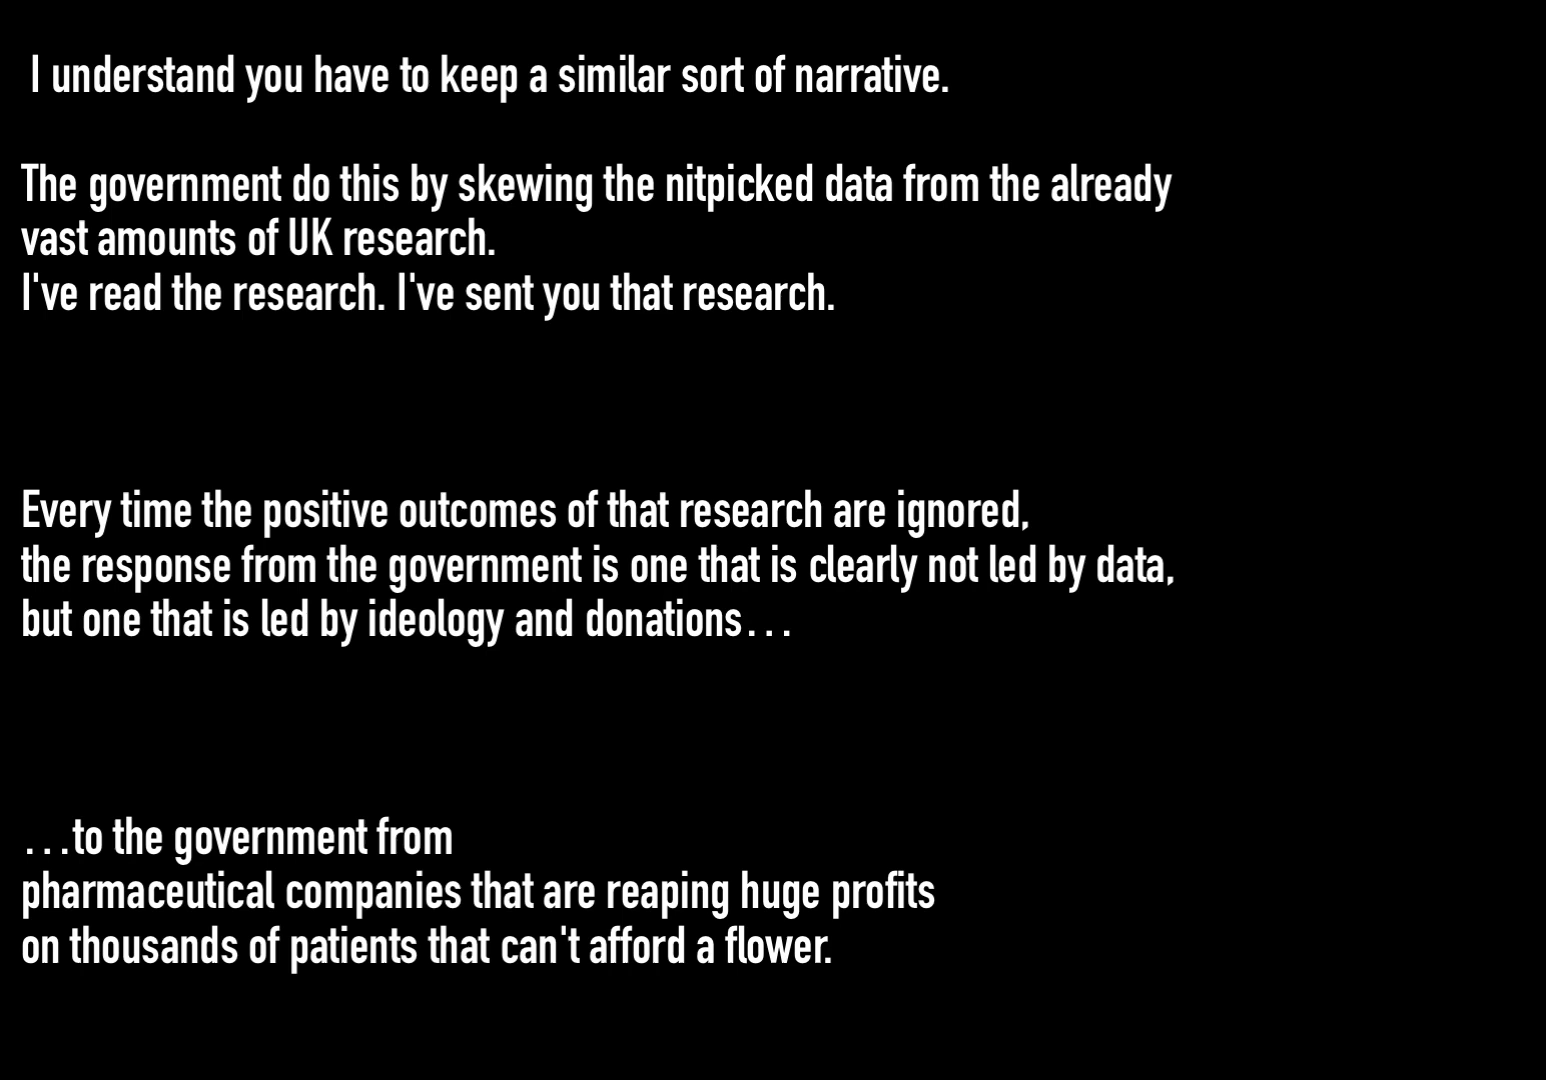 I understand you have to keep a similar sort of narrative.
The government do this by skewing the nitpicked data from the already
vast amounts of UK research.
I've read the research. I've sent you that research.
Every time the positive outcomes of that research are ignored,
the response from the government is one that is clearly not led by data,
but one that is led by ideology and donations...
...to the government from
pharmaceutical companies that are reaping huge profits
on thousands of patients that can't afford a flower.